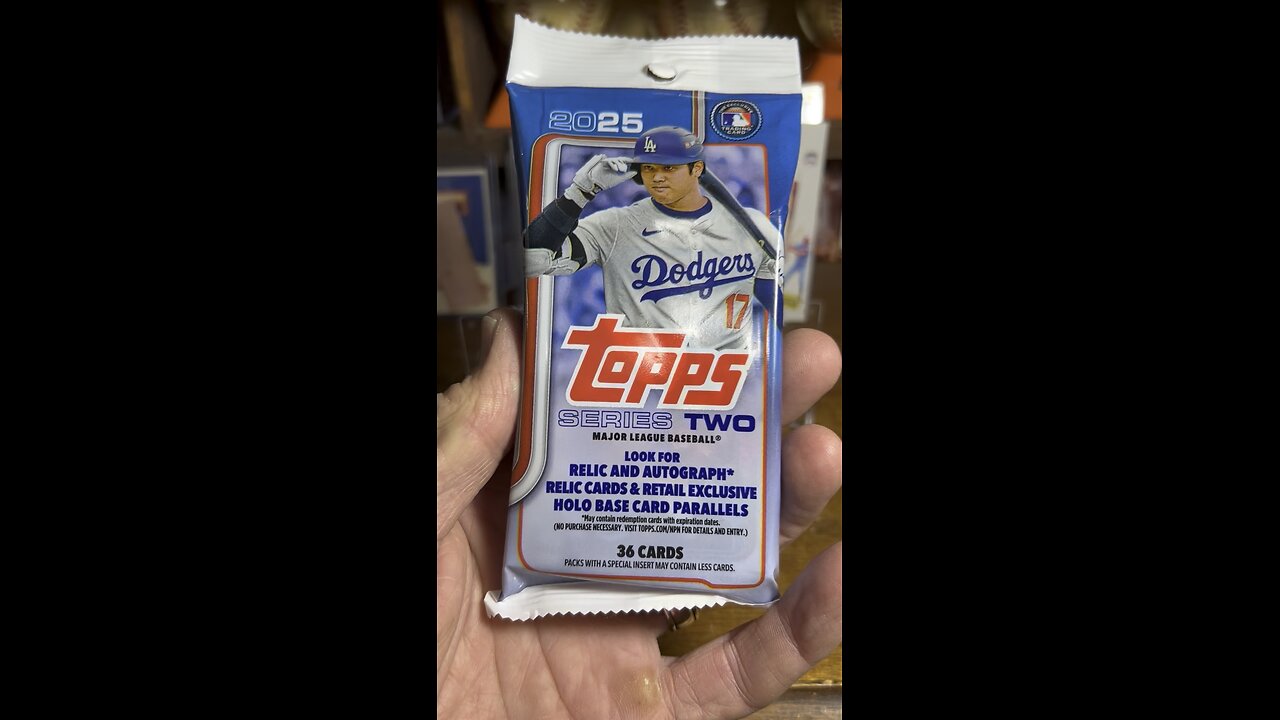 2025
TRADING
CARD
LA
Dodgers
17
TOPPS
SERIES TWO
MAJOR LEAGUE BASEBALL®
LOOK FOR
RELIC AND AUTOGRAPH*
RELIC CARDS & RETAIL EXCLUSIVE
HOLO BASE CARD PARALLELS
*May contain redemption cards with expiration dates.
(NO PURCHASE NECESSARY. VISIT TOPPS.COM/NPN FOR DETAILS AND ENTRY.)
36 CARDS
PACKS WITH A SPECIAL INSERT MAY CONTAIN LESS CARDS.